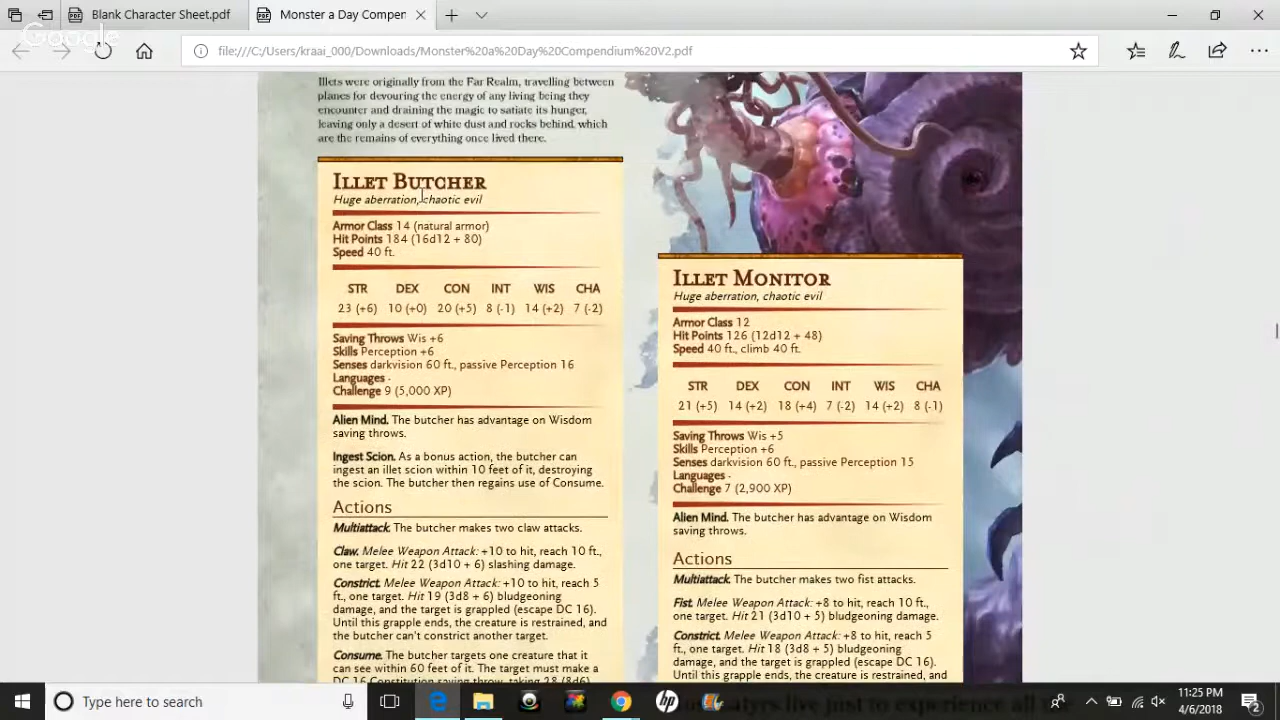 Blank Character Sheet.pdf
Monster a Day Compendiu
Google
file:///C:/Users/kraai_000/Downloads/Monster%20a%20Day%20Compendium%20V2.pdf
Illets were originally from the Far Realm, travelling between
planes for devouring the energy of any living being they
encounter and draining the magic to satiate its hunger,
leaving only a desert of white dust and rocks behind, which
are the remains of everything once lived there.
Illet Butcher
Huge aberration, chaotic evil
Armor Class 14 (natural armor)
Hit Points 184 (16d12 + 80)
Speed 40 ft.
STR DEX CON INT WIS CHA
23 (+6) 10 (+0) 20 (+5) 8 (-1) 14 (+2) 7 (-2)
Saving Throws Wis +6
Skills Perception +6
Senses darkvision 60 ft., passive Perception 16
Languages -
Challenge 9 (5,000 XP)
Alien Mind. The butcher has advantage on Wisdom
saving throws.
Ingest Scion. As a bonus action, the butcher can
ingest an illet scion within 10 feet of it, destroying
the scion. The butcher then regains use of Consume.
Actions
Multiattack. The butcher makes two claw attacks.
Claw. Melee Weapon Attack: +10 to hit, reach 10 ft.,
one target. Hit 22 (3d10 + 6) slashing damage.
Constrict. Melee Weapon Attack: +10 to hit, reach 5
ft., one target. Hit 19 (3d8 + 6) bludgeoning
damage, and the target is grappled (escape DC 16).
Until this grapple ends, the creature is restrained, and
the butcher can't constrict another target.
Consume. The butcher targets one creature that it
can see within 60 feet of it. The target must make a
DC 16 Constitution saving throw, taking 28 (8d6)
Illet Monitor
Huge aberration, chaotic evil
Armor Class 12
Hit Points 126 (12d12 + 48)
Speed 40 ft., climb 40 ft.
STR DEX CON INT WIS CHA
21 (+5) 14 (+2) 18 (+4) 7 (-2) 14 (+2) 8 (-1)
Saving Throws Wis +5
Skills Perception +6
Senses darkvision 60 ft., passive Perception 15
Languages -
Challenge 7 (2,900 XP)
Alien Mind. The butcher has advantage on Wisdom
saving throws.
Actions
Multiattack. The butcher makes two fist attacks.
Fist. Melee Weapon Attack: +8 to hit, reach 10 ft.,
one target. Hit 21 (3d10 + 5) bludgeoning damage.
Constrict. Melee Weapon Attack: +8 to hit, reach 5
ft., one target. Hit 18 (3d8 + 5) bludgeoning
damage, and the target is grappled (escape DC 16).
Until this grapple ends, the creature is restrained, and
Type here to search
hp
11:25 PM
4/6/2018
2